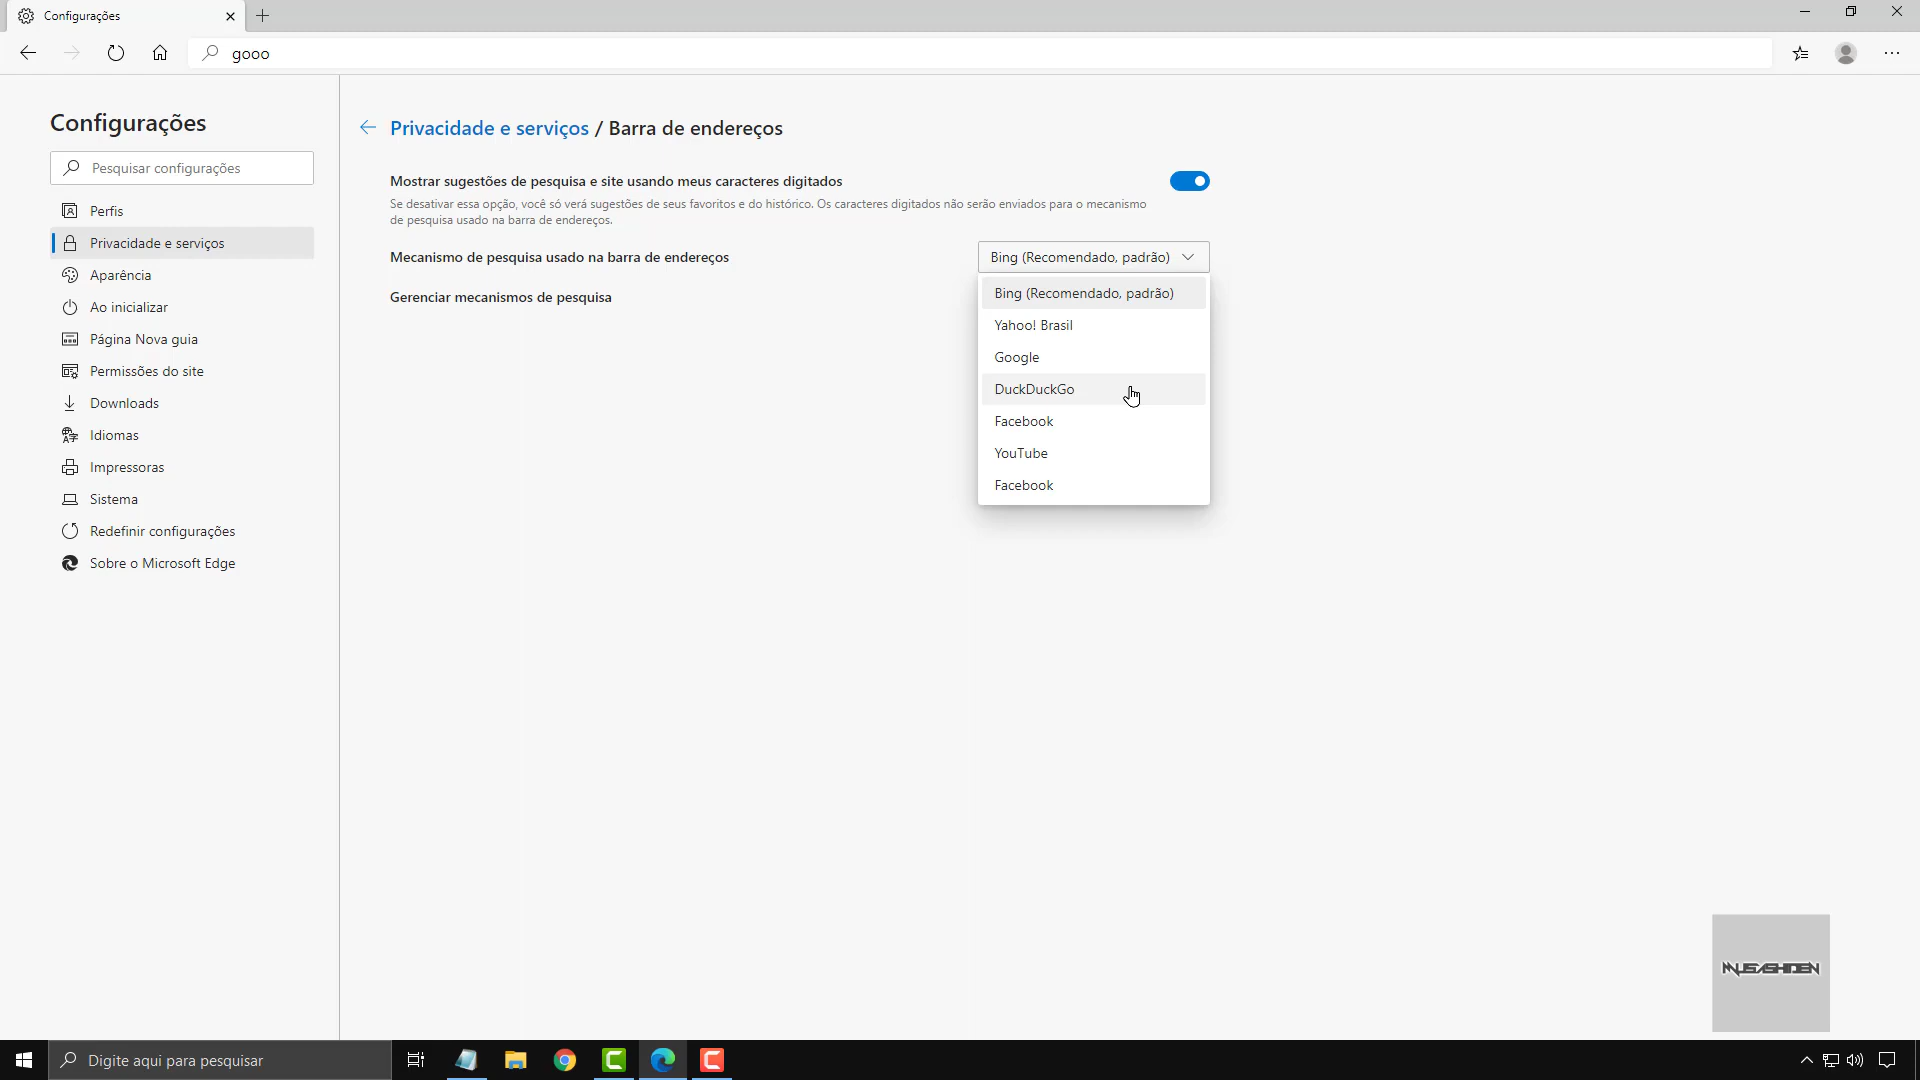 Configurações
gooo
Configurações
Pesquisar configurações
Perfis
Privacidade e serviços
Aparência
Ao inicializar
Página Nova guia
Permissões do site
Downloads
Idiomas
Impressoras
Sistema
Redefinir configurações
Sobre o Microsoft Edge
Privacidade e serviços / Barra de endereços
Mostrar sugestões de pesquisa e site usando meus caracteres digitados
Se desativar essa opção, você só verá sugestões de seus favoritos e do histórico. Os caracteres digitados não serão enviados para o mecanismo
de pesquisa usado na barra de endereços.
Mecanismo de pesquisa usado na barra de endereços
Bing (Recomendado, padrão)
Gerenciar mecanismos de pesquisa
Bing (Recomendado, padrão)
Yahoo! Brasil
Google
DuckDuckGo
Facebook
YouTube
Facebook
MUSASHIDEN
Digite aqui para pesquisar